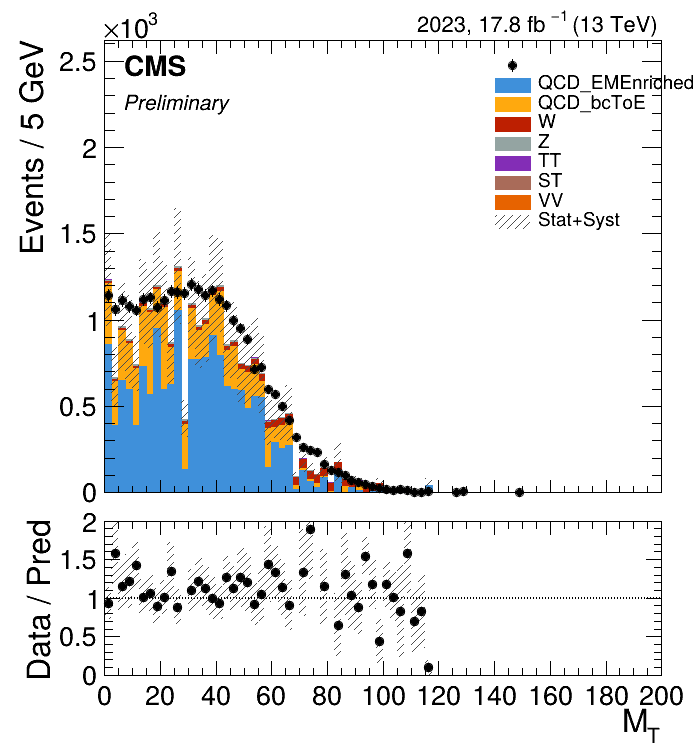 ×10³
2023, 17.8 fb⁻¹ (13 TeV)
Events / 5 GeV
2.5
2
1.5
1
0.5
0
CMS
Preliminary
QCD_EMEnriched
QCD_bcToE
W
Z
TT
ST
VV
Stat+Syst
Data / Pred
2
1.5
1
0.5
0
0 20 40 60 80 100 120 140 160 180 200
M_T